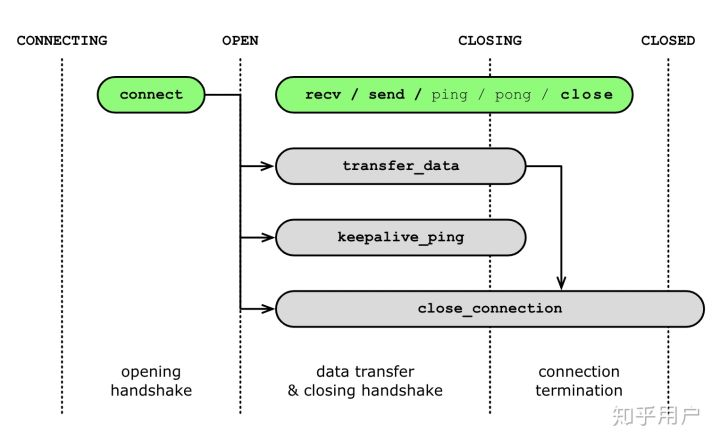 CONNECTING OPEN CLOSING CLOSED
connect
recv / send / ping / pong / close
transfer_data
keepalive_ping
close_connection
opening
handshake
data transfer
& closing handshake
connection
termination
知乎用户